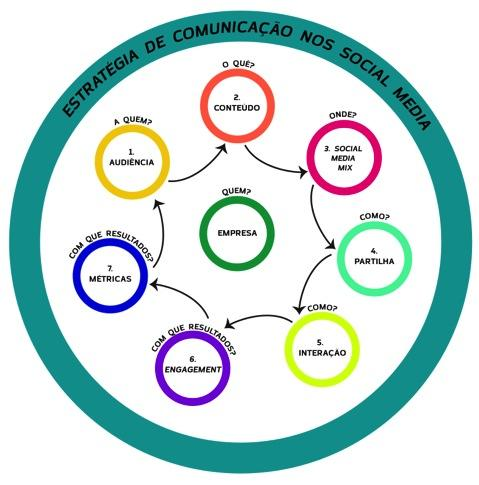 ESTRATÉGIA DE COMUNICAÇÃO NOS SOCIAL MEDIA
A QUEM?
1.
AUDIÊNCIA
O QUÊ?
2.
CONTEÚDO
ONDE?
3. SOCIAL
MEDIA
MIX
COMO?
4.
PARTILHA
COMO?
5.
INTERAÇÃO
COM QUE RESULTADOS?
6.
ENGAGEMENT
COM QUE RESULTADOS?
7.
MÉTRICAS
QUEM?
EMPRESA